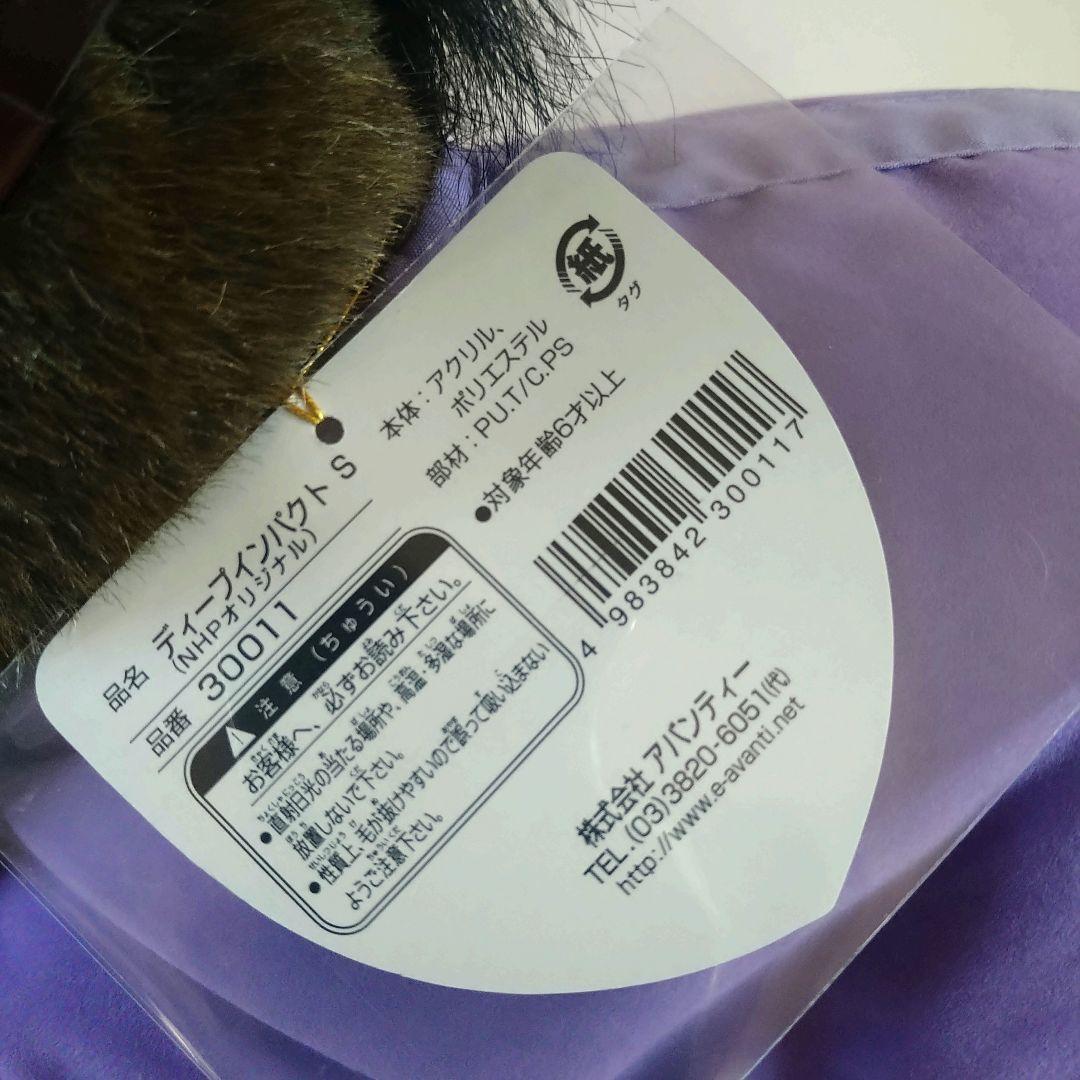 紙
タグ
本体：アクリル、
ポリエステル
部材：PU.T/C.PS
●対象年齢6才以上
品名 ディープインパクト S
(NHPオリジナル)
品番 30011
注意（ちゅうい）
お客様へ、必ずお読み下さい。
●直射日光の当たる場所や、高温・多湿な場所に
放置しないで下さい。
●性質上、毛が抜けやすいので誤って吸い込まない
ようご注意下さい。
4 983842 300117
株式会社 アバンティー
TEL.(03)3820-6051(代)
http://www.e-avanti.net